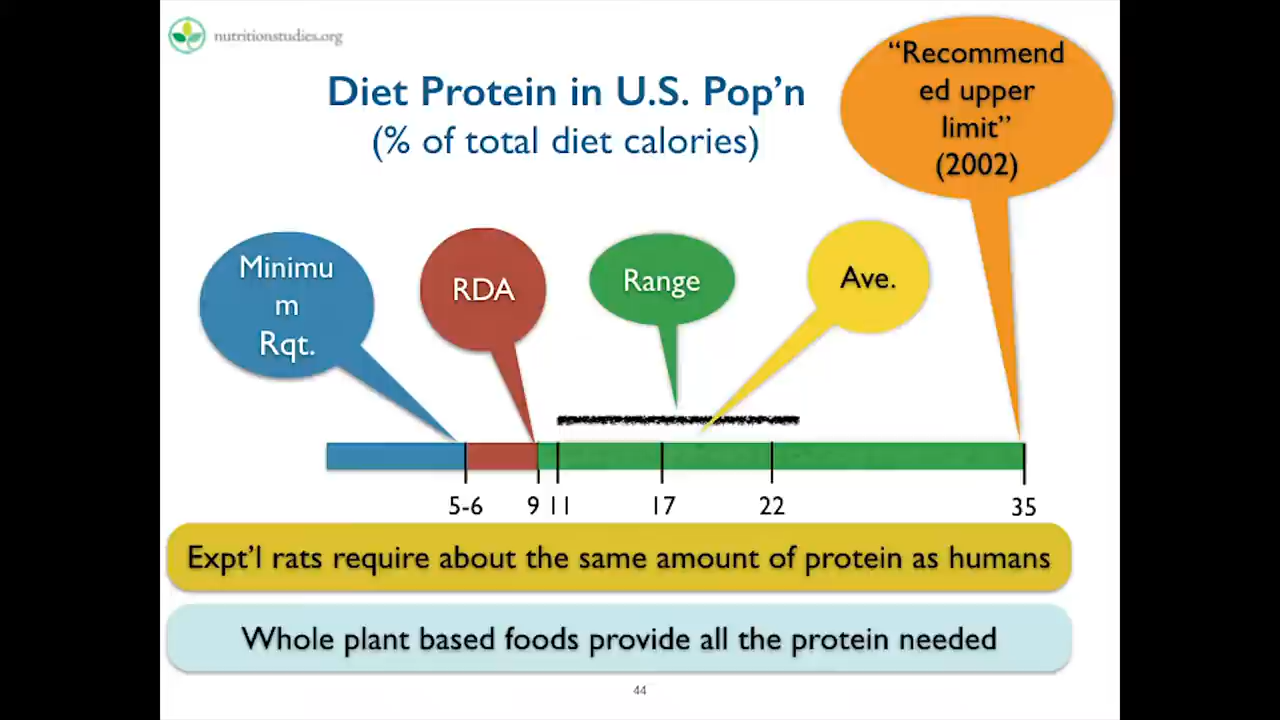 nutritionstudies.org
Diet Protein in U.S. Pop’n
(% of total diet calories)
“Recommend
ed upper
limit”
(2002)
Minimu
m
Rqt.
RDA
Range
Ave.
5-6
9
11
17
22
35
Expt’l rats require about the same amount of protein as humans
Whole plant based foods provide all the protein needed
44